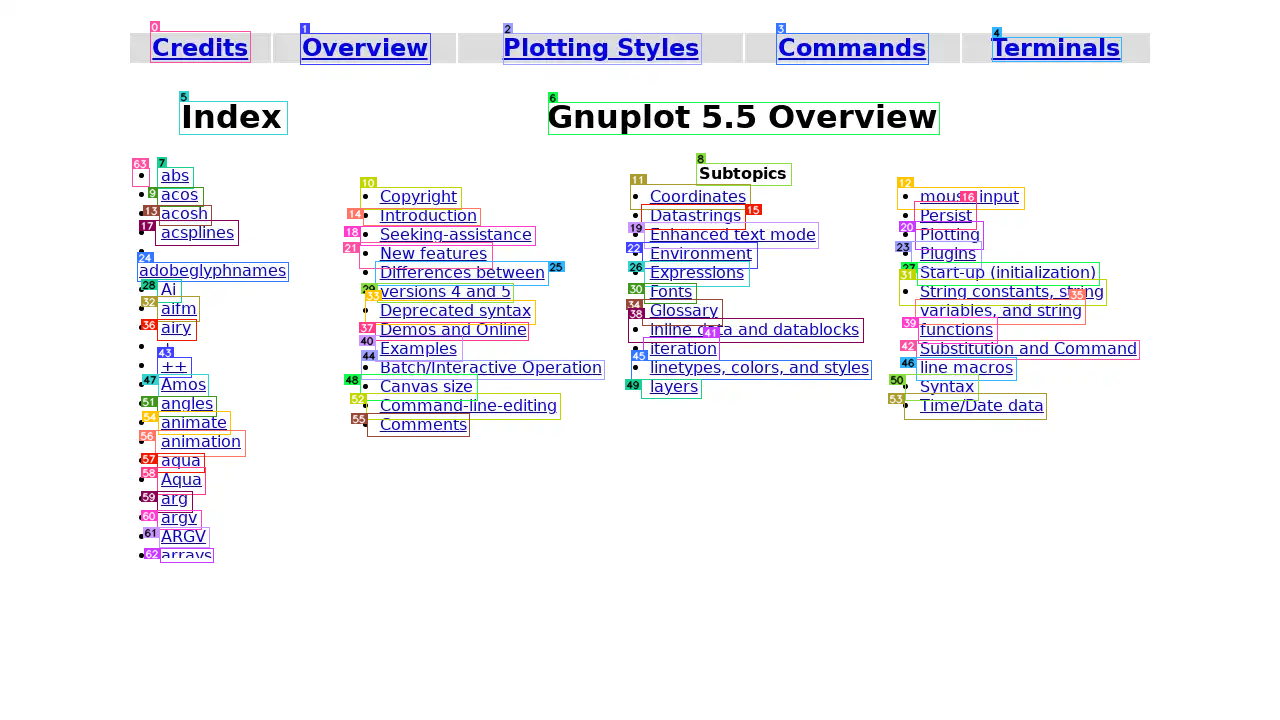 Credits Overview Plotting Styles Commands Terminals
Index
Gnuplot 5.5 Overview
abs
acos
acosh
acsplines
adobeglyphnames
Ai
aifm
airy
++
Amos
angles
animate
animation
aqua
Aqua
arg
argv
ARGV
arrays
Subtopics
Copyright
Introduction
Seeking-assistance
New features
Differences between
versions 4 and 5
Deprecated syntax
Demos and Online
Examples
Batch/Interactive Operation
Canvas size
Command-line-editing
Comments
Coordinates
Datastrings
Enhanced text mode
Environment
Expressions
Fonts
Glossary
Inline data and datablocks
iteration
linetypes, colors, and styles
layers
mouse input
Persist
Plotting
Plugins
Start-up (initialization)
String constants, string
variables, and string
functions
Substitution and Command
line macros
Syntax
Time/Date data